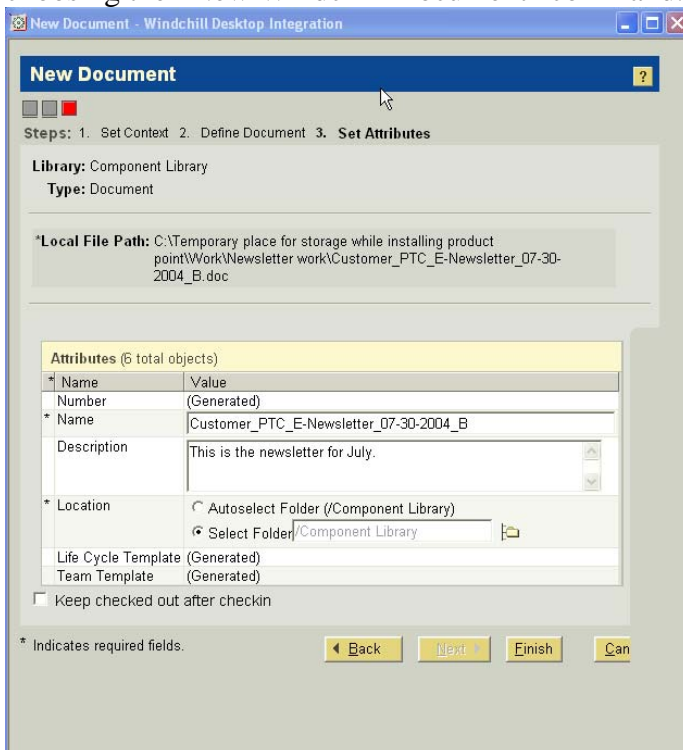 New Document - Windchill Desktop Integration
New Document
?
Steps: 1. Set Context 2. Define Document 3. Set Attributes
Library: Component Library
Type: Document
*Local File Path: C:\Temporary place for storage while installing product
point\Work\Newsletter work\Customer_PTC_E-Newsletter_07-30-
2004_B.doc
Attributes (6 total objects)
* Name Value
Number (Generated)
* Name Customer_PTC_E-Newsletter_07-30-2004_B
Description This is the newsletter for July.
* Location Autoselect Folder (/Component Library)
Select Folder /Component Library
Life Cycle Template (Generated)
Team Template (Generated)
Keep checked out after checkin
* Indicates required fields.
Back Next Finish Can